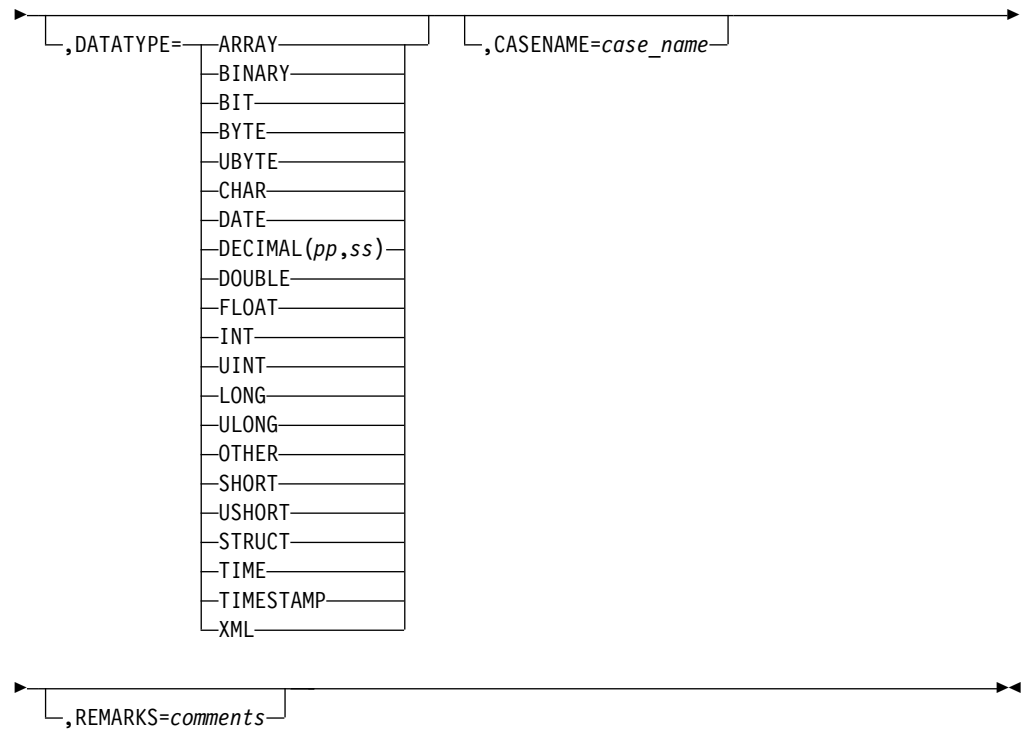 ,DATATYPE= ARRAY ,CASENAME=case_name
BINARY
BIT
BYTE
UBYTE
CHAR
DATE
DECIMAL(pp,ss)
DOUBLE
FLOAT
INT
UINT
LONG
ULONG
OTHER
SHORT
USHORT
STRUCT
TIME
TIMESTAMP
XML
,REMARKS=comments